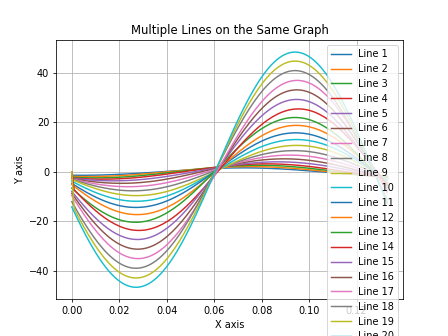 Multiple Lines on the Same Graph
Y axis
40
20
0
−20
−40
0.00
0.02
0.04
0.06
0.08
0.10
X axis
Line 1
Line 2
Line 3
Line 4
Line 5
Line 6
Line 7
Line 8
Line 9
Line 10
Line 11
Line 12
Line 13
Line 14
Line 15
Line 16
Line 17
Line 18
Line 19
Line 20